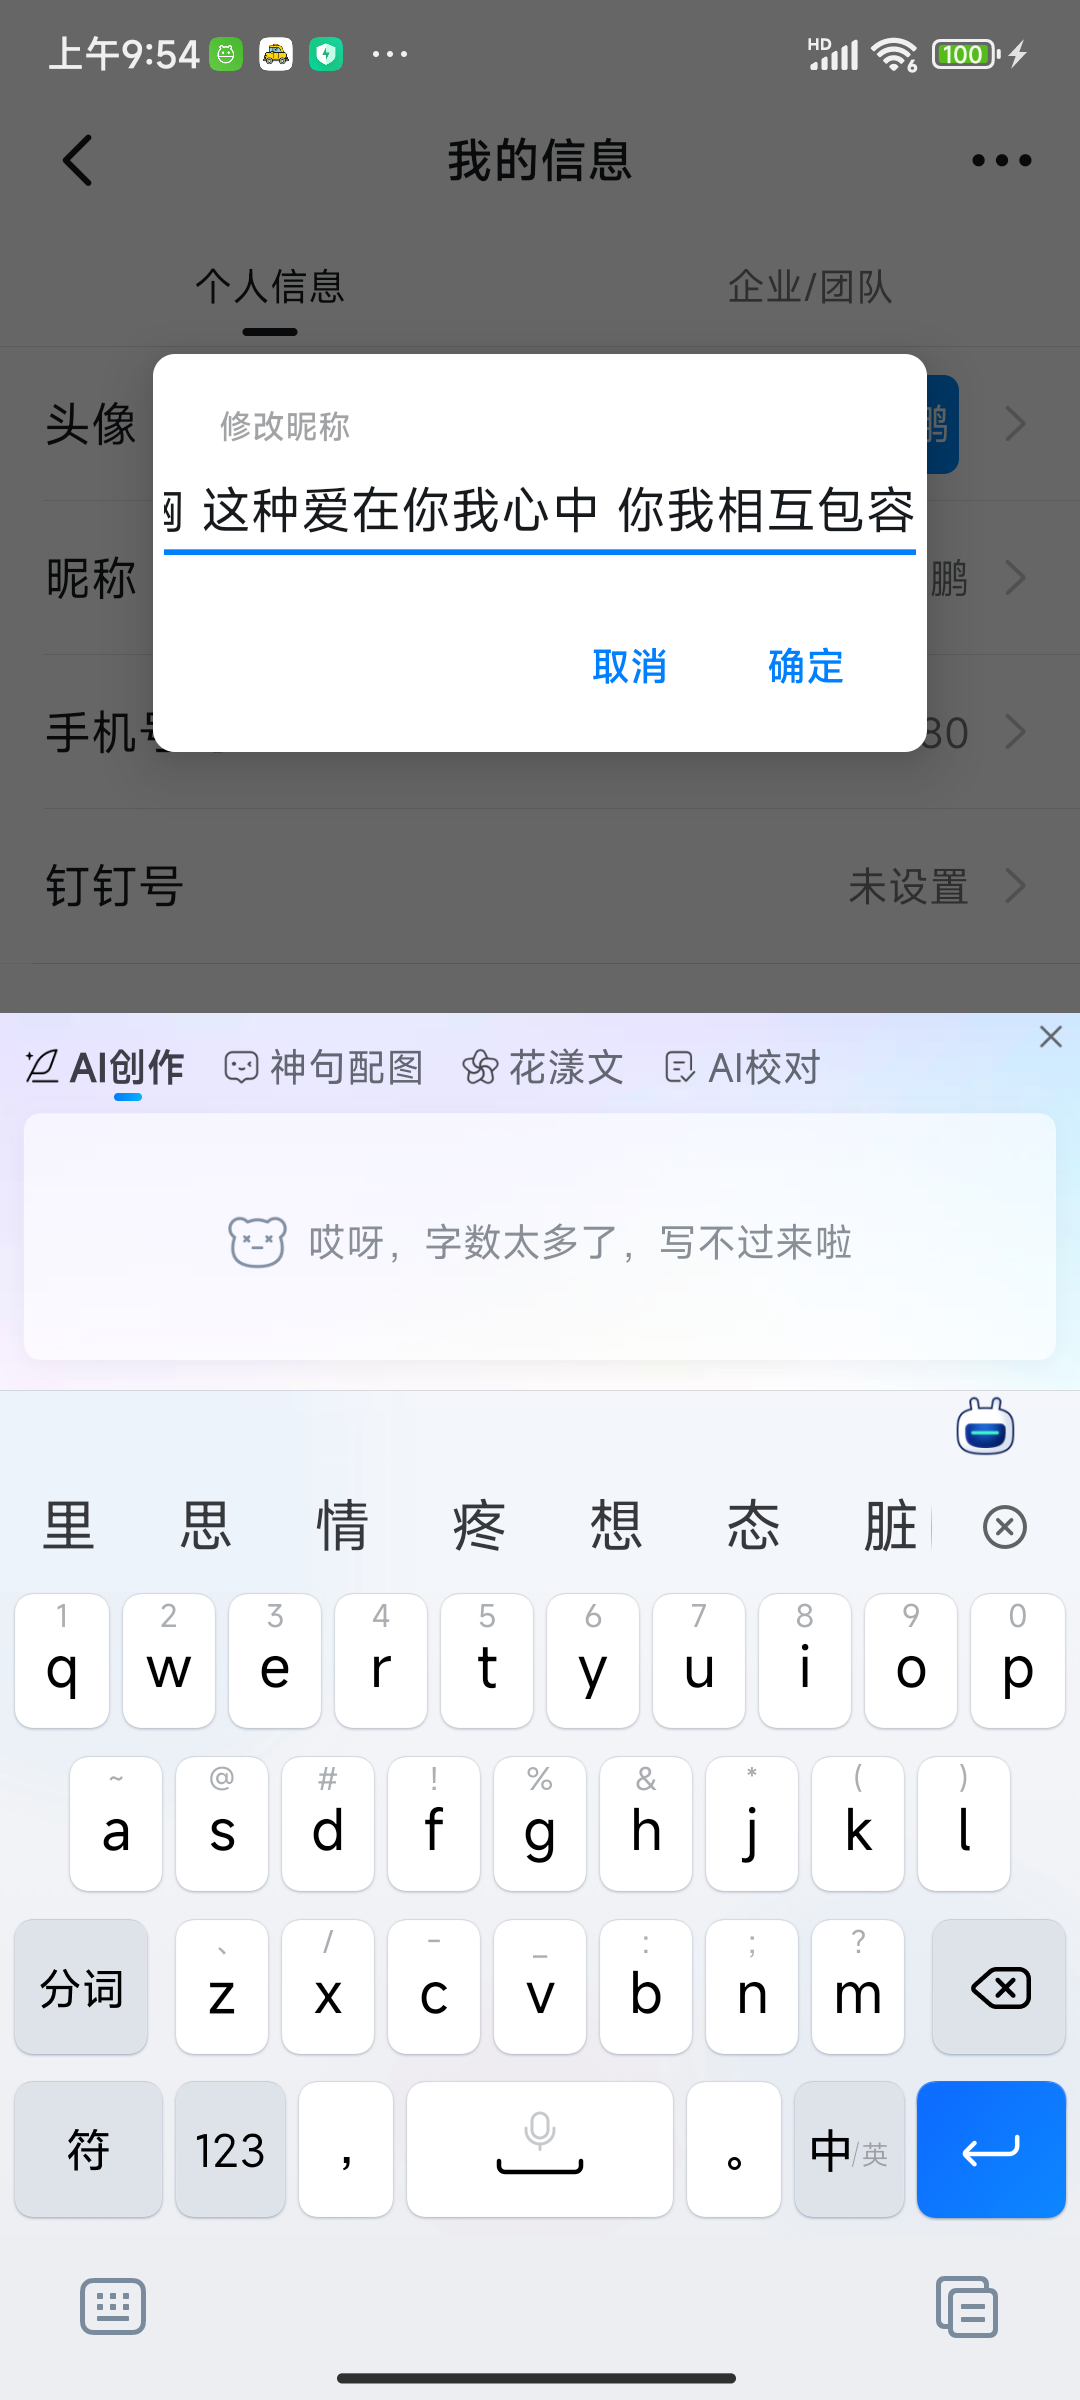 上午9:54
HD
6
100
我的信息
个人信息
企业/团队
头像
鹏
修改昵称
这种爱在你我心中 你我相互包容
昵称
鹏
取消
确定
手机号
30
钉钉号
未设置
AI创作
神句配图
花漾文
AI校对
哎呀，字数太多了，写不过来啦
里 思 情 疼 想 态 脏
1 2 3 4 5 6 7 8 9 0
q w e r t y u i o p
~ @ # ! % & * ( )
a s d f g h j k l
、 / - _ : ; ?
分词 z x c v b n m
符 123 ， 。 中/英